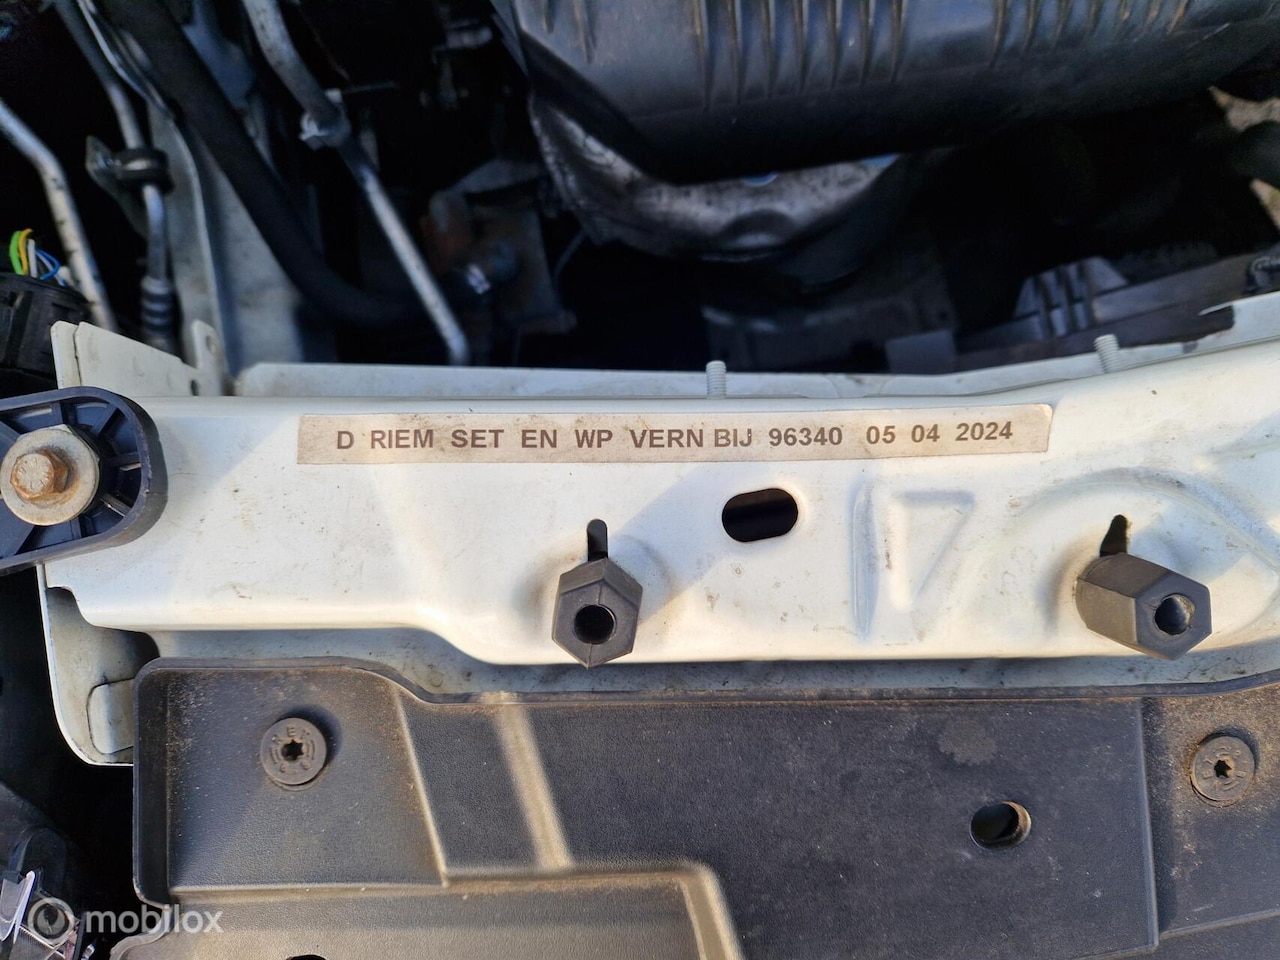 D RIEM SET EN WP VERN BIJ 96340 05 04 2024
mobilox